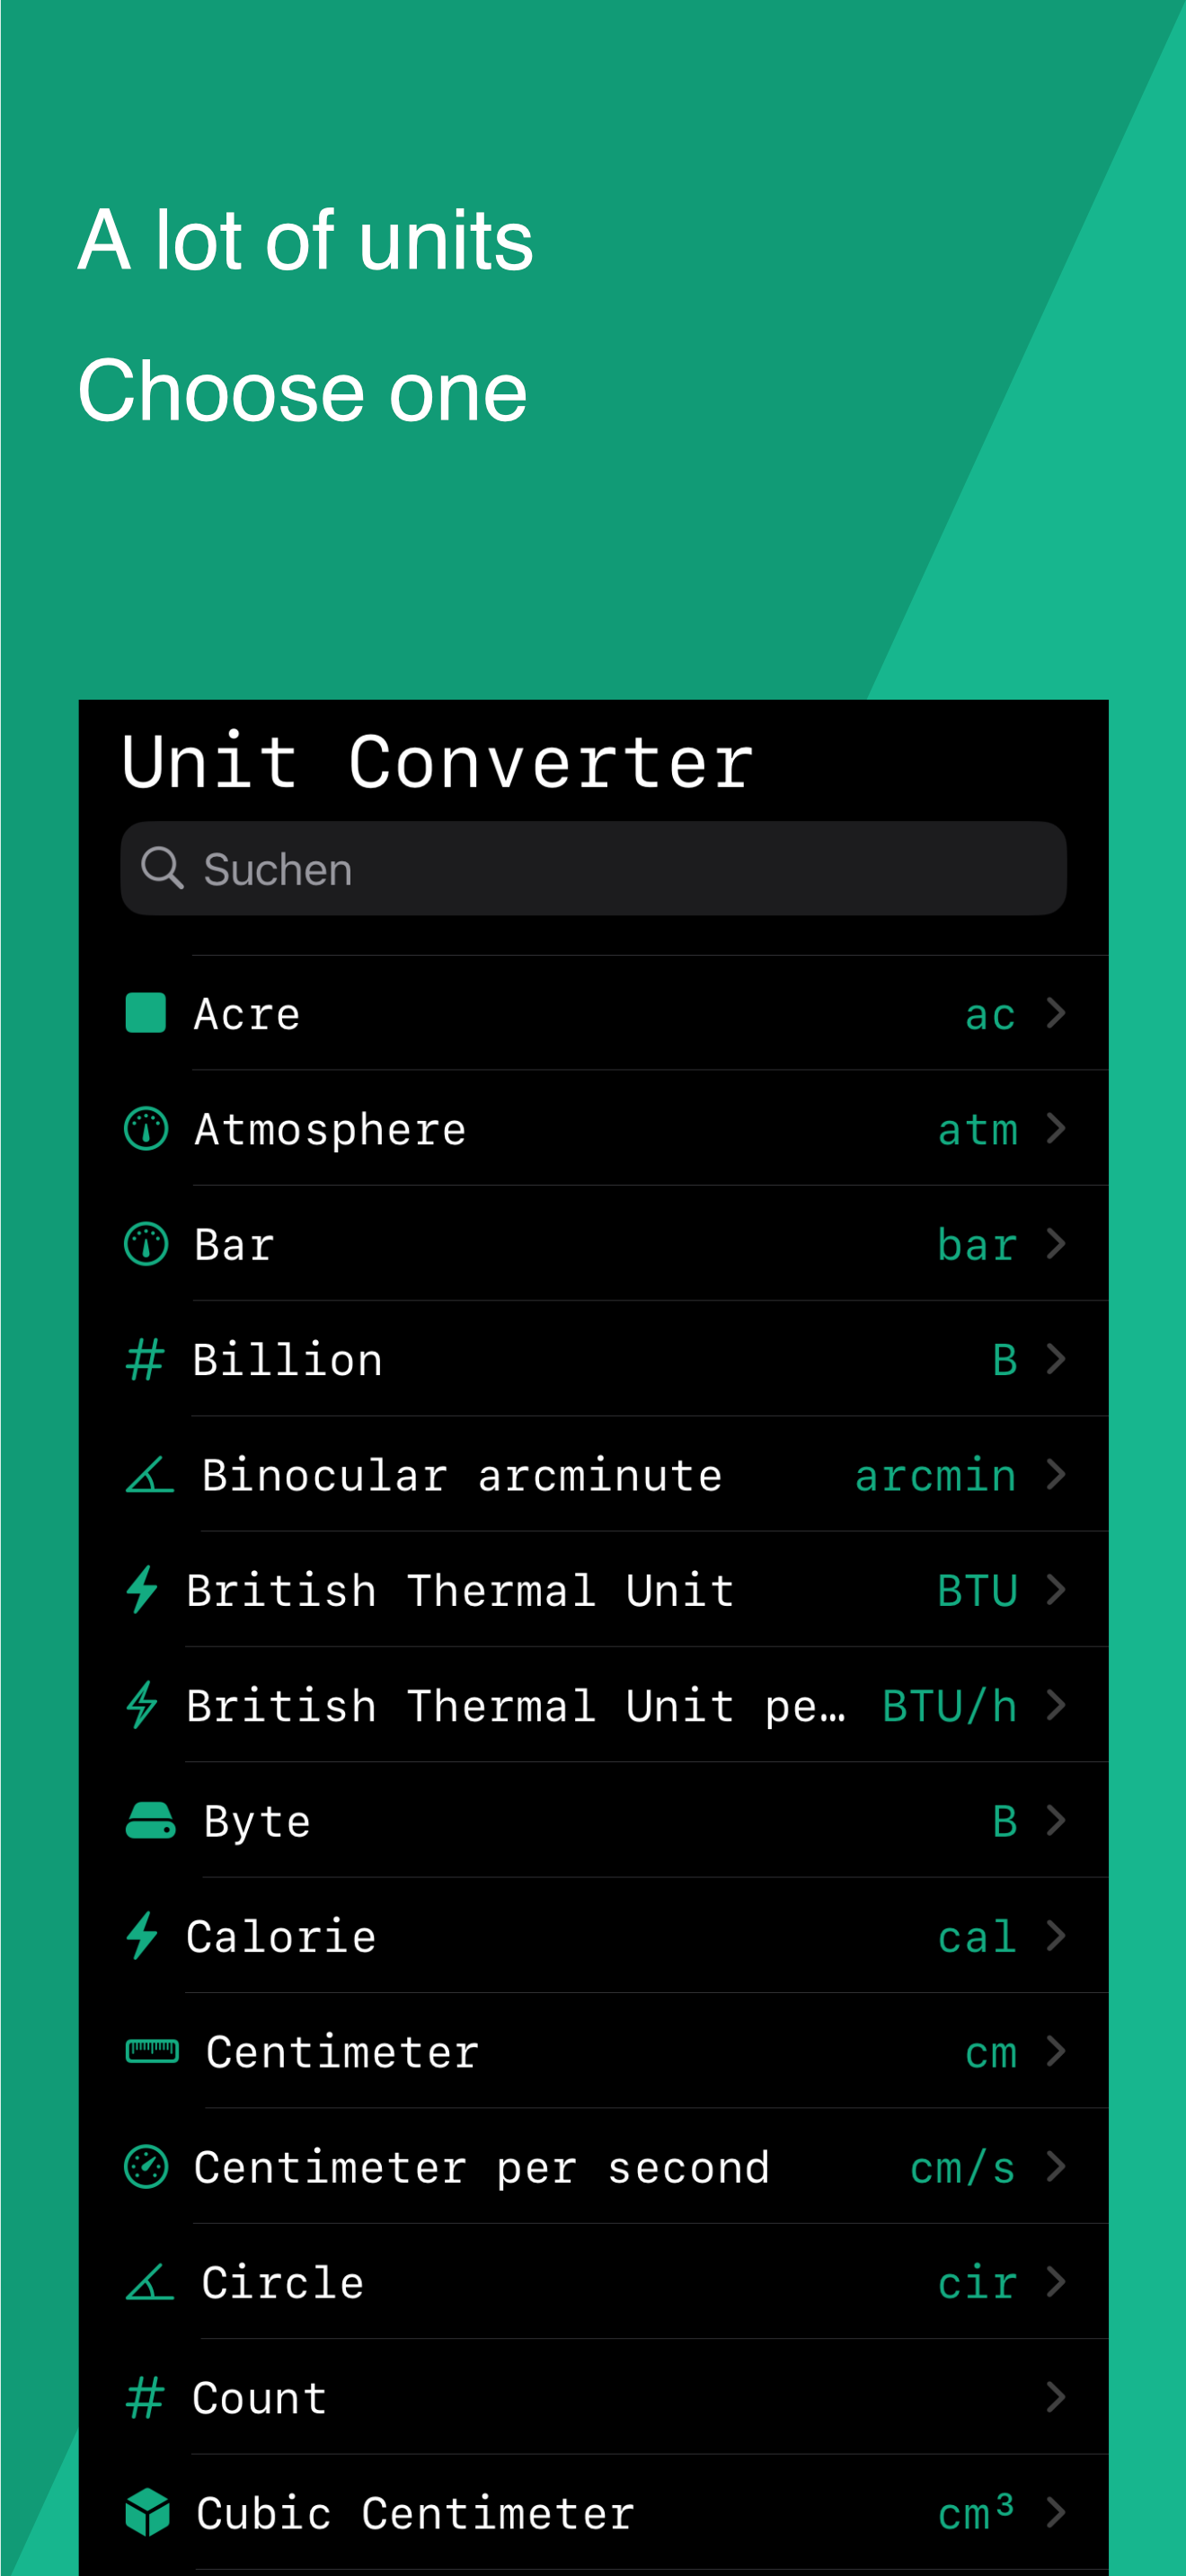 A lot of units
Choose one
Unit Converter
Suchen
Acre ac
Atmosphere atm
Bar bar
Billion B
Binocular arcminute arcmin
British Thermal Unit BTU
British Thermal Unit pe… BTU/h
Byte B
Calorie cal
Centimeter cm
Centimeter per second cm/s
Circle cir
Count
Cubic Centimeter cm³